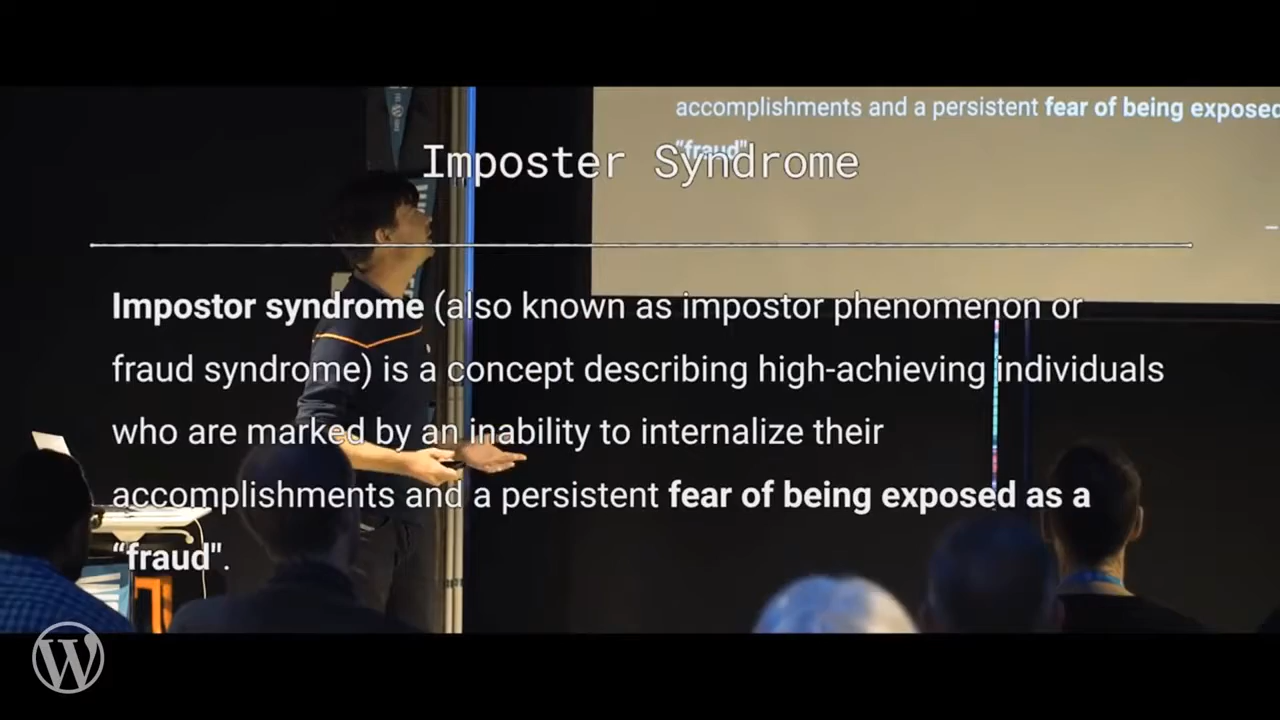 accomplishments and a persistent fear of being exposed
"fraud"
Imposter Syndrome
Impostor syndrome (also known as impostor phenomenon or
fraud syndrome) is a concept describing high-achieving individuals
who are marked by an inability to internalize their
accomplishments and a persistent fear of being exposed as a
“fraud".